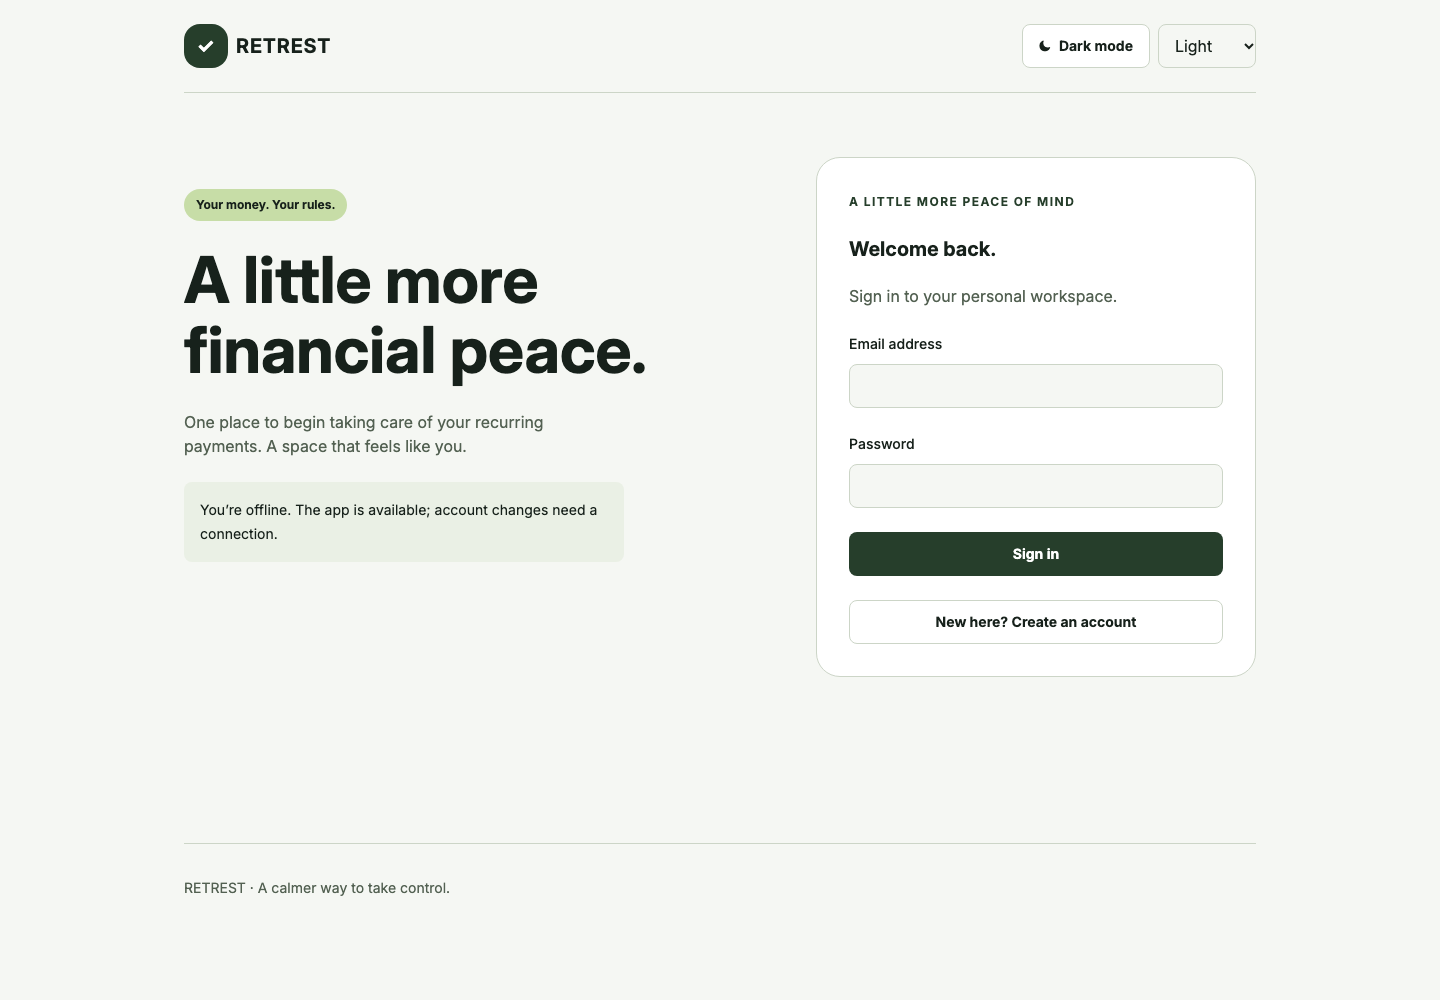 RETREST
Dark mode
Light
Your money. Your rules.
A little more
financial peace.
One place to begin taking care of your recurring
payments. A space that feels like you.
You’re offline. The app is available; account changes need a
connection.
A LITTLE MORE PEACE OF MIND
Welcome back.
Sign in to your personal workspace.
Email address
Password
Sign in
New here? Create an account
RETREST · A calmer way to take control.